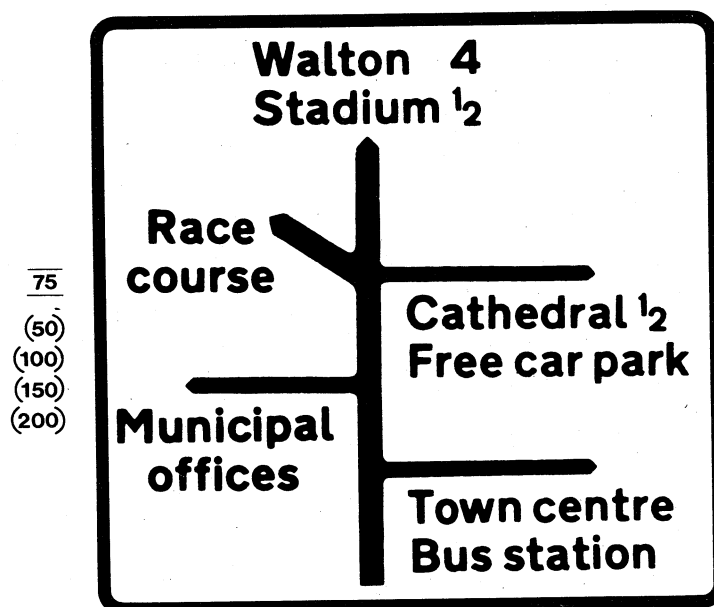 Walton 4
Stadium ½
Race
course
75
(50)
(100)
(150)
(200)
Cathedral ½
Free car park
Municipal
offices
Town centre
Bus station